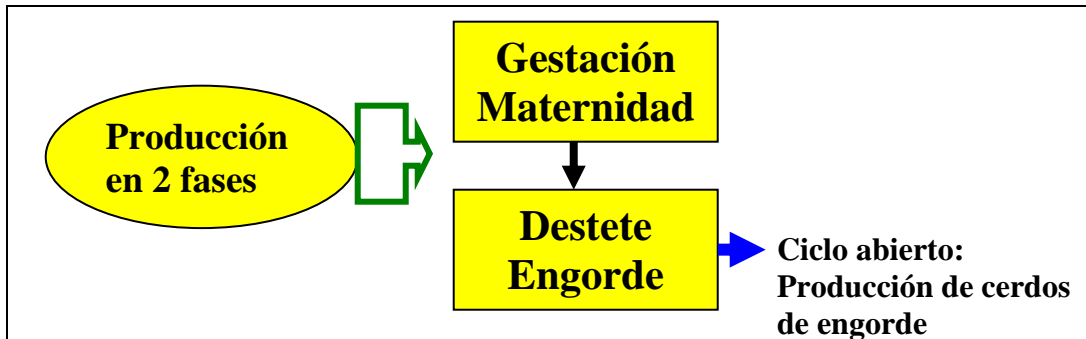 Producción
en 2 fases
Gestación
Maternidad
Destete
Engorde
Ciclo abierto:
Producción de cerdos
de engorde